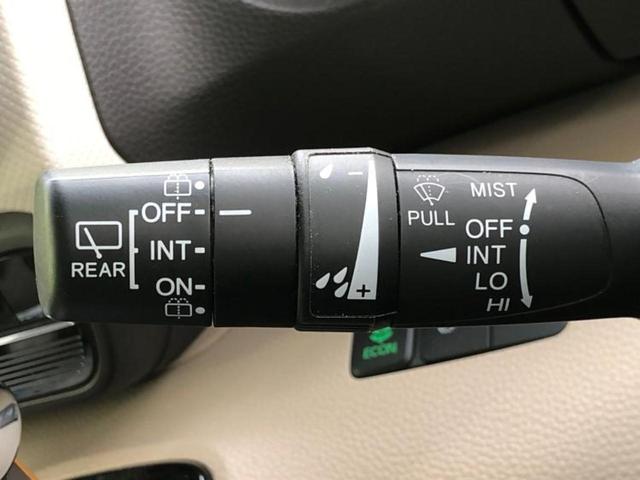 REAR
OFF
INT
ON
PULL
MIST
OFF
INT
LO
HI
ECON